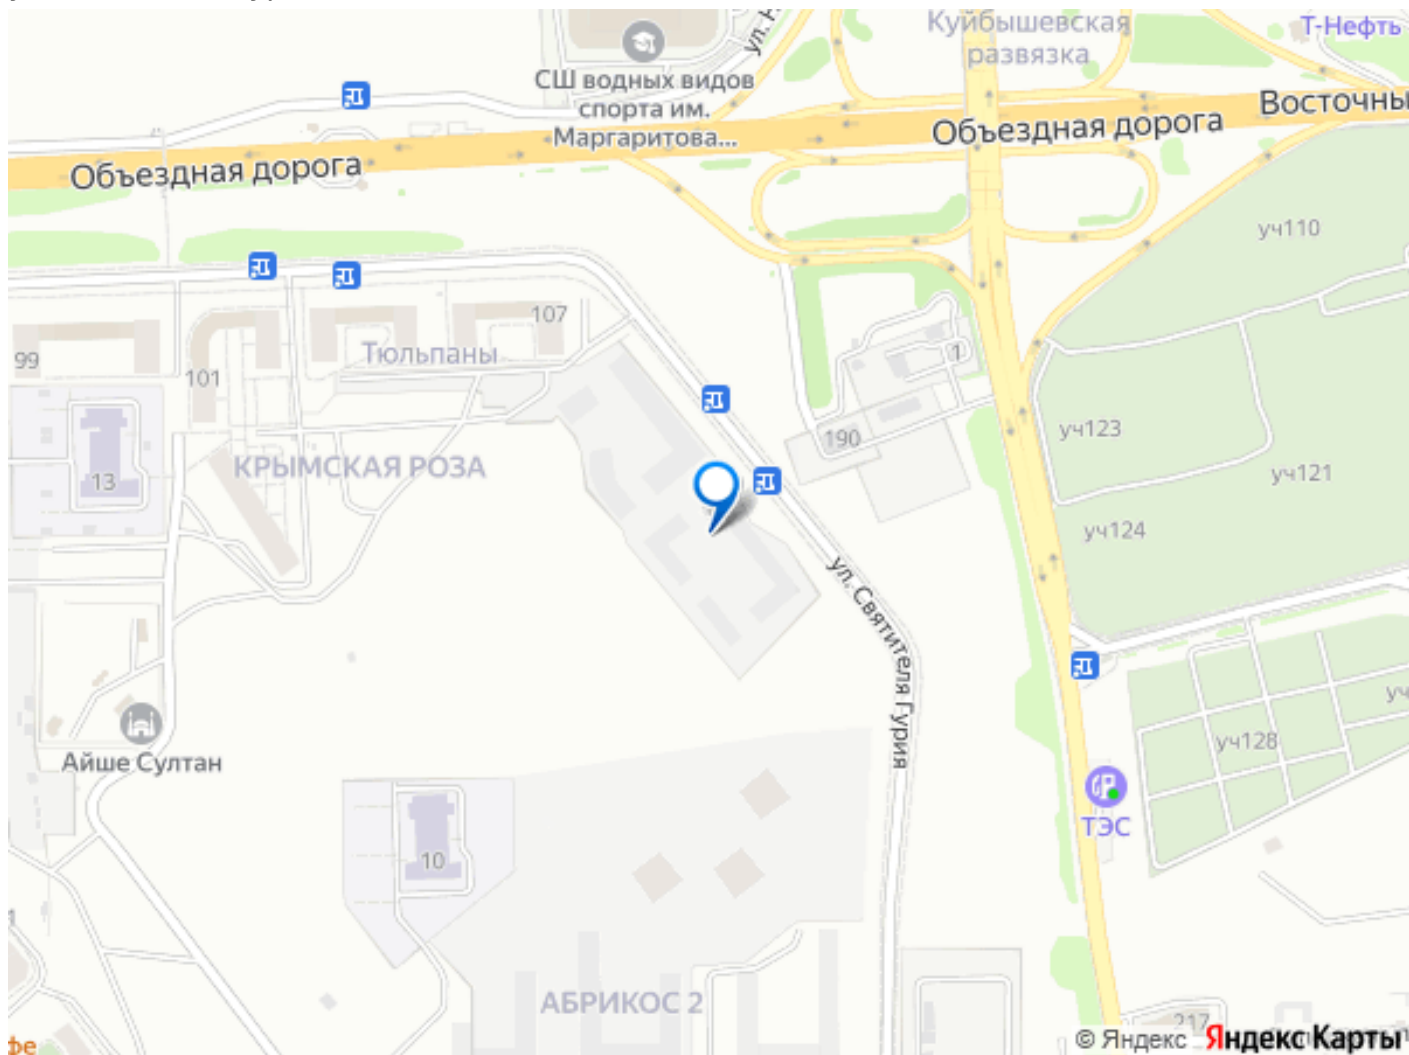 Куйбышевская
развязка
Т-Нефть
СШ водных видов
спорта им.
Маргаритова...
Восточны
Объездная дорога
Объездная дорога
уч110
107
Тюльпаны
99
101
1
190
уч123
КРЫМСКАЯ РОЗА
13
уч121
уч124
ул. Святителя Гурия
уч128
Айше Султан
ТЭС
10
АБРИКОС 2
217
© Яндекс Яндекс Карты